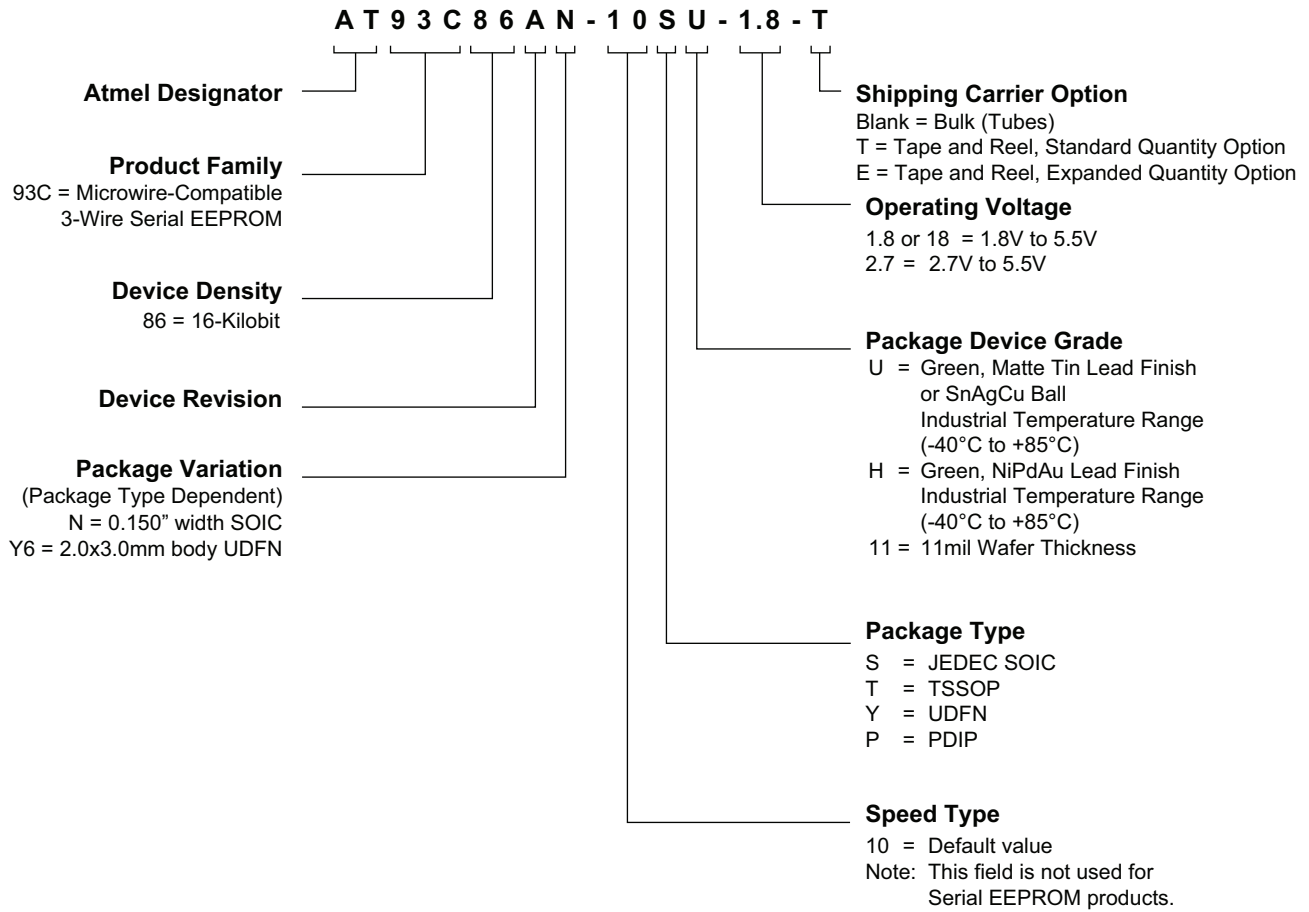 AT93C86AN-10SU-1.8-T
Atmel Designator
Product Family
93C = Microwire-Compatible
3-Wire Serial EEPROM
Device Density
86 = 16-Kilobit
Device Revision
Package Variation
(Package Type Dependent)
N = 0.150” width SOIC
Y6 = 2.0x3.0mm body UDFN
Shipping Carrier Option
Blank = Bulk (Tubes)
T = Tape and Reel, Standard Quantity Option
E = Tape and Reel, Expanded Quantity Option
Operating Voltage
1.8 or 18 = 1.8V to 5.5V
2.7 = 2.7V to 5.5V
Package Device Grade
U = Green, Matte Tin Lead Finish
or SnAgCu Ball
Industrial Temperature Range
(-40°C to +85°C)
H = Green, NiPdAu Lead Finish
Industrial Temperature Range
(-40°C to +85°C)
11 = 11mil Wafer Thickness
Package Type
S = JEDEC SOIC
T = TSSOP
Y = UDFN
P = PDIP
Speed Type
10 = Default value
Note: This field is not used for
Serial EEPROM products.